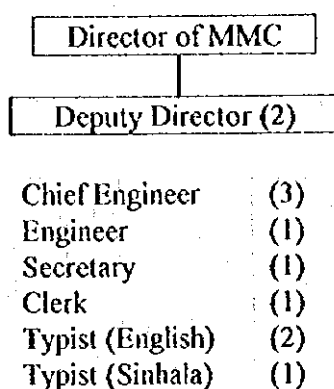 Director of MMC
Deputy Director (2)
Chief Engineer (3)
Engineer (1)
Secretary (1)
Clerk (1)
Typist (English) (2)
Typist (Sinhala) (1)